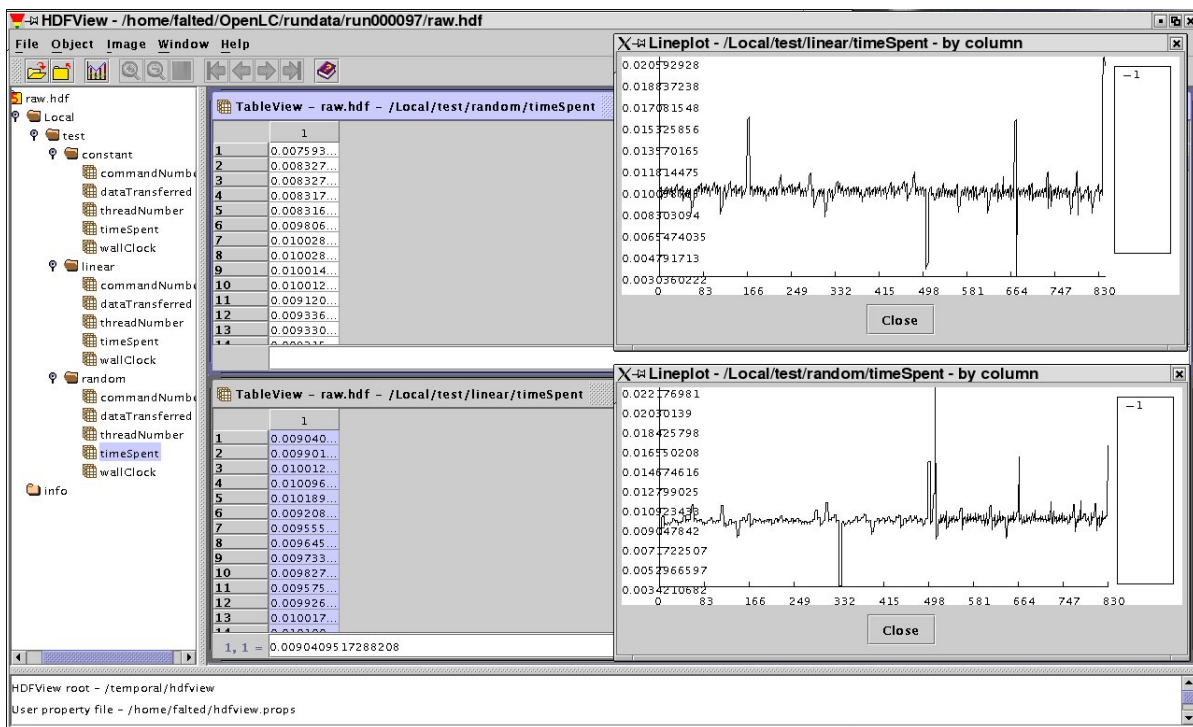 HDFView - /home/falted/OpenLC/rundata/run000097/raw.hdf
File Object Image Window Help
raw.hdf
Local
test
constant
commandNumbe
dataTransferred
threadNumber
timeSpent
wallClock
linear
commandNumbe
dataTransferred
threadNumber
timeSpent
wallClock
random
commandNumbe
dataTransferred
threadNumber
timeSpent
wallClock
info
TableView - raw.hdf - /Local/test/random/timeSpent
1
1 0.007593...
2 0.008327...
3 0.008327...
4 0.008317...
5 0.008316...
6 0.009806...
7 0.010028...
8 0.010028...
9 0.010014...
10 0.010012...
11 0.009120...
12 0.009336...
13 0.009330...
TableView - raw.hdf - /Local/test/linear/timeSpent
1
1 0.009040...
2 0.009901...
3 0.010012...
4 0.010096...
5 0.010189...
6 0.009208...
7 0.009555...
8 0.009645...
9 0.009733...
10 0.009827...
11 0.009575...
12 0.009926...
13 0.010017...
1, 1 = 0.0090409517288208
Lineplot - /Local/test/linear/timeSpent - by column
0.020592928
0.018837238
0.017081548
0.015325856
0.013570165
0.011814475
0.008303094
0.0065474035
0.004791713
0.0030360222
0 83 166 249 332 415 498 581 664 747 830
1
Close
Lineplot - /Local/test/random/timeSpent - by column
0.022176981
0.02030139
0.018425798
0.016550208
0.014674616
0.012799025
0.010923433
0.009047842
0.0071722507
0.0052966597
0.0034210682
0 83 166 249 332 415 498 581 664 747 830
1
Close
HDFView root - /temporal/hdfview
User property file - /home/falted/hdfview.props